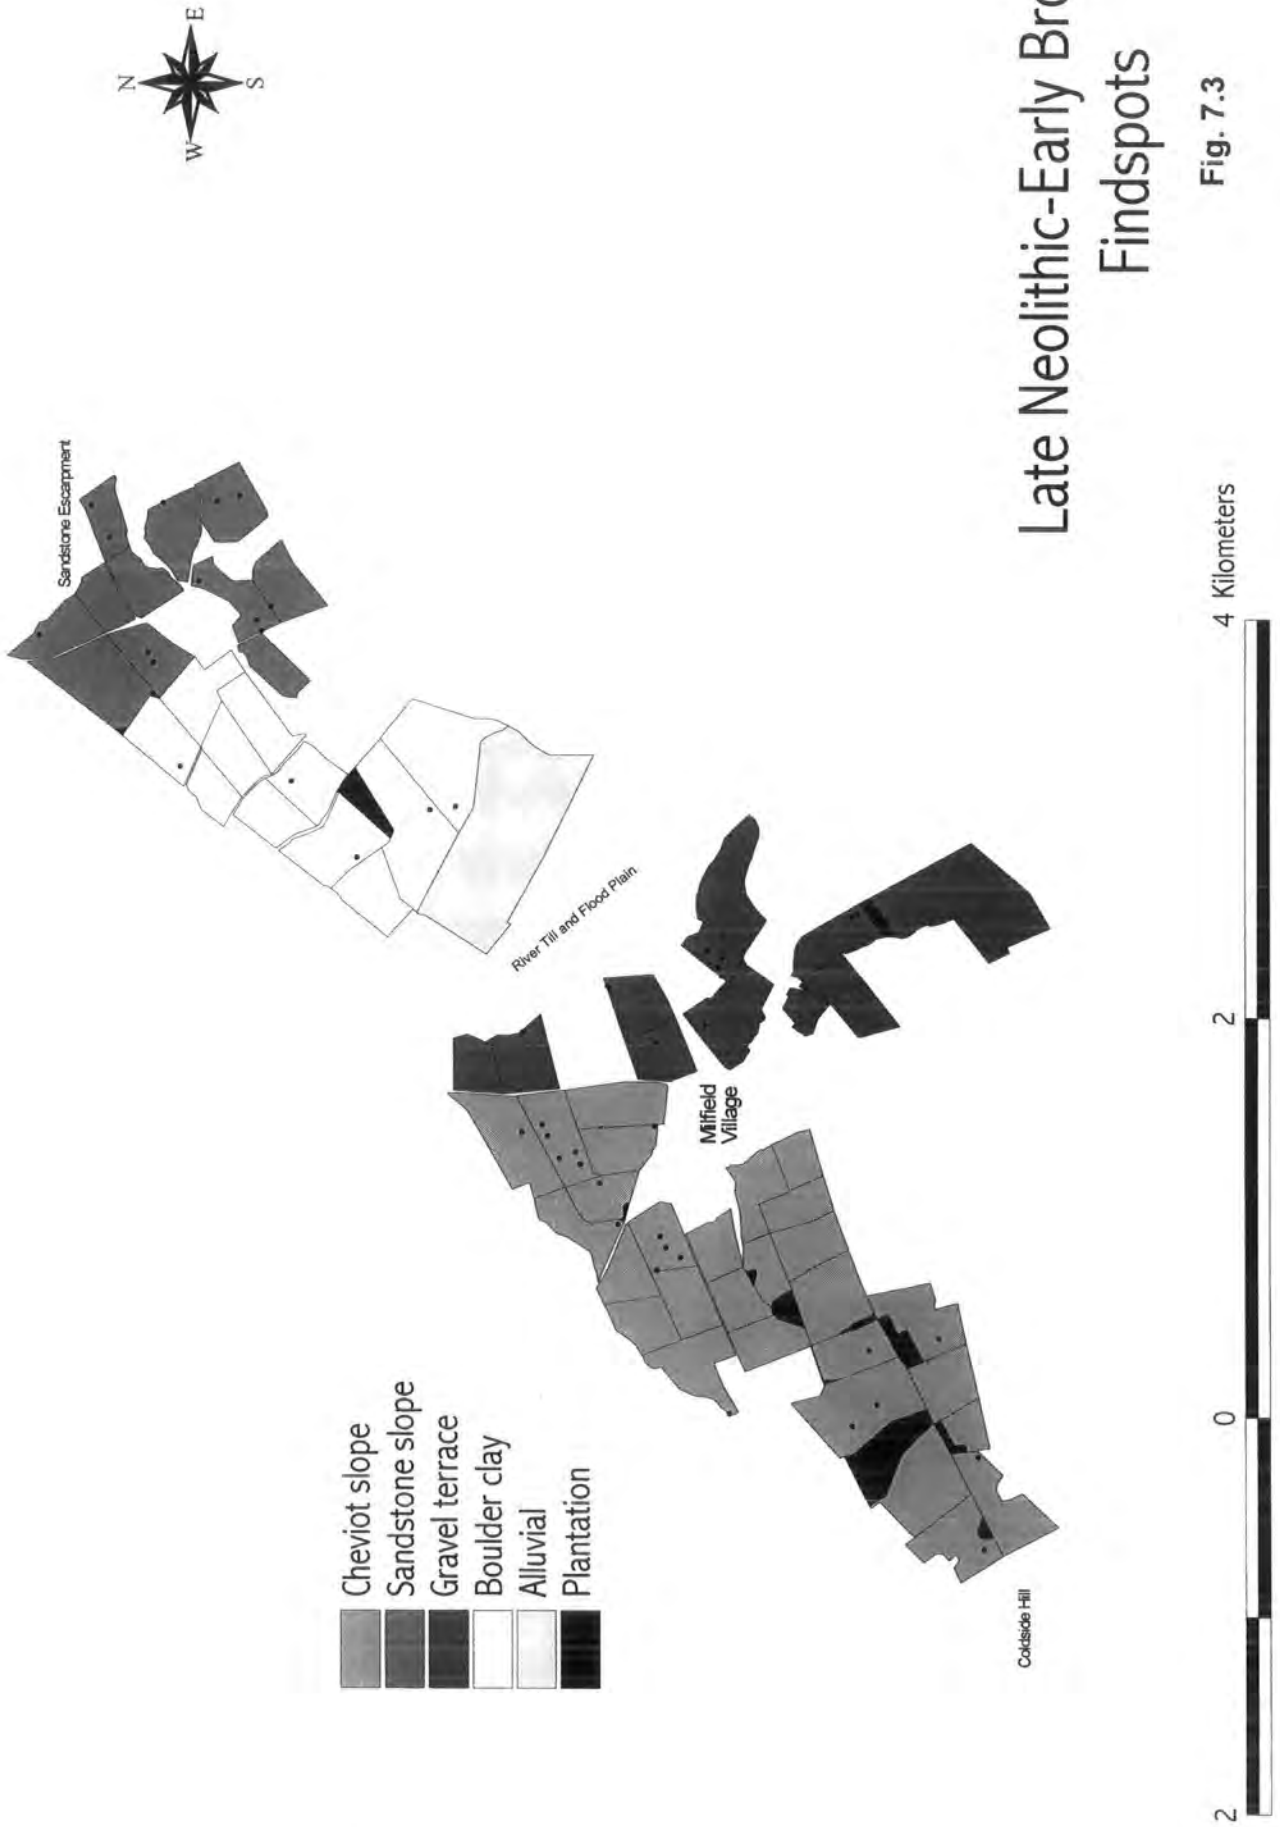 N
E
S
W
Sandstone Escarpment
River Till and Flood Plain
Milfield
Village
Coldside Hill
Cheviot slope
Sandstone slope
Gravel terrace
Boulder clay
Alluvial
Plantation
Late Neolithic-Early Bro
Findspots
Fig. 7.3
2
0
2
4 Kilometers